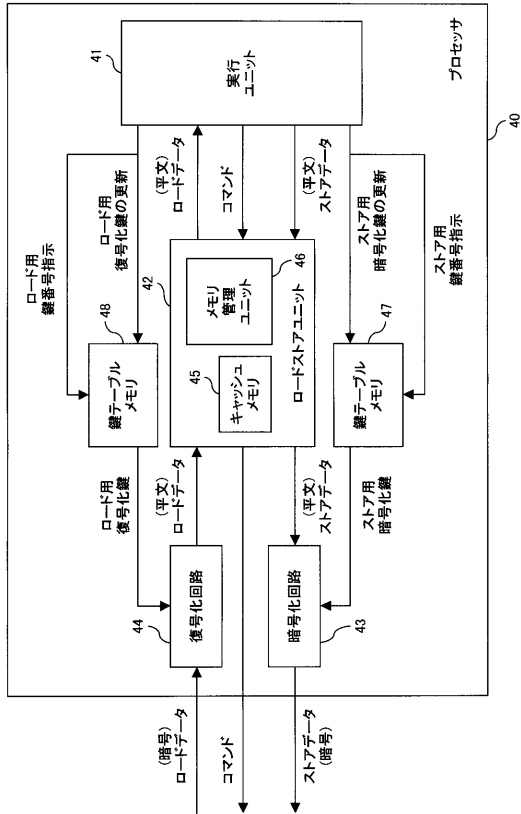 40
プロセッサ
41
実行
ユニット
ロード用
鍵番号指示
ロード用
復号化鍵の更新
(平文)
ロードデータ
コマンド
(平文)
ストアデータ
ストア用
暗号化鍵の更新
ストア用
鍵番号指示
48
鍵テーブル
メモリ
42
45
キャッシュ
メモリ
46
メモリ
管理
ユニット
ロードストアユニット
47
鍵テーブル
メモリ
ロード用
復号化鍵
(平文)
ロードデータ
(平文)
ストアデータ
ストア用
暗号化鍵
44
復号化回路
暗号化回路
43
(暗号)
ロードデータ
コマンド
ストアデータ
(暗号)